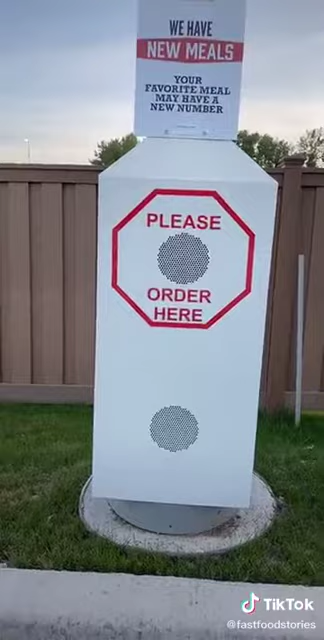 WE HAVE
NEW MEALS
YOUR
FAVORITE MEAL
MAY HAVE A
NEW NUMBER
PLEASE
ORDER
HERE
TikTok
@fastfoodstories